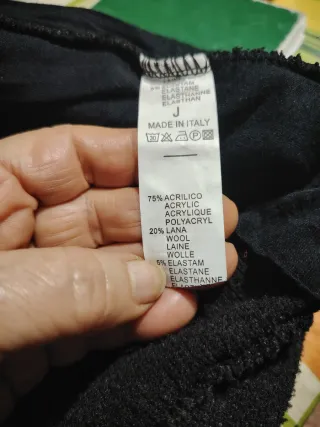 ELASTANE
ELASTHANNE
ELASTHAN
J
MADE IN ITALY
30 P
75% ACRILICO
ACRYLIC
ACRYLIQUE
POLYACRYL
20% LANA
WOOL
LAINE
WOLLE
5% ELASTAM
ELASTANE
ELASTHANNE